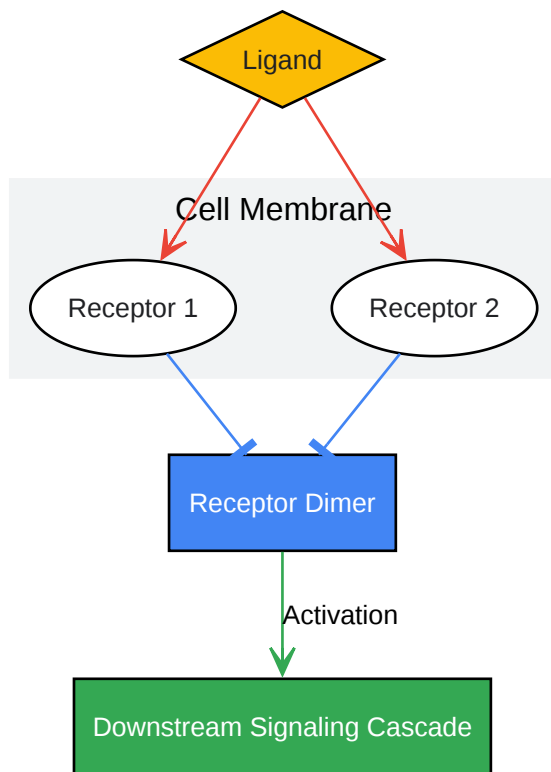 Ligand
Cell Membrane
Receptor 1
Receptor 2
Receptor Dimer
Activation
Downstream Signaling Cascade